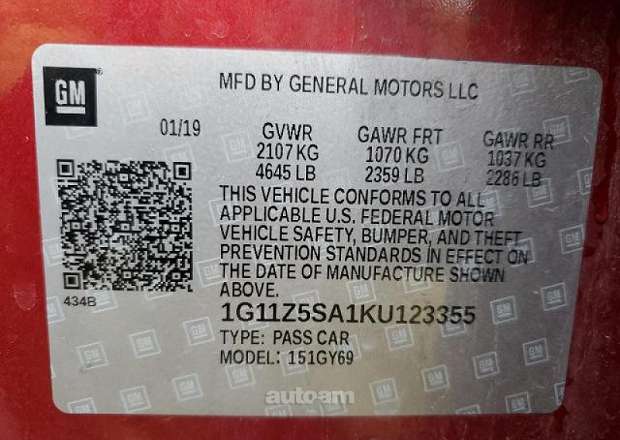 GM
MFD BY GENERAL MOTORS LLC
01/19
GVWR GAWR FRT GAWR RR
2107 KG 1070 KG 1037 KG
4645 LB 2359 LB 2286 LB
THIS VEHICLE CONFORMS TO ALL
APPLICABLE U.S. FEDERAL MOTOR
VEHICLE SAFETY, BUMPER, AND THEFT
PREVENTION STANDARDS IN EFFECT ON
THE DATE OF MANUFACTURE SHOWN
ABOVE.
434B
1G11Z5SA1KU123355
TYPE: PASS CAR
MODEL: 151GY69
auto.am